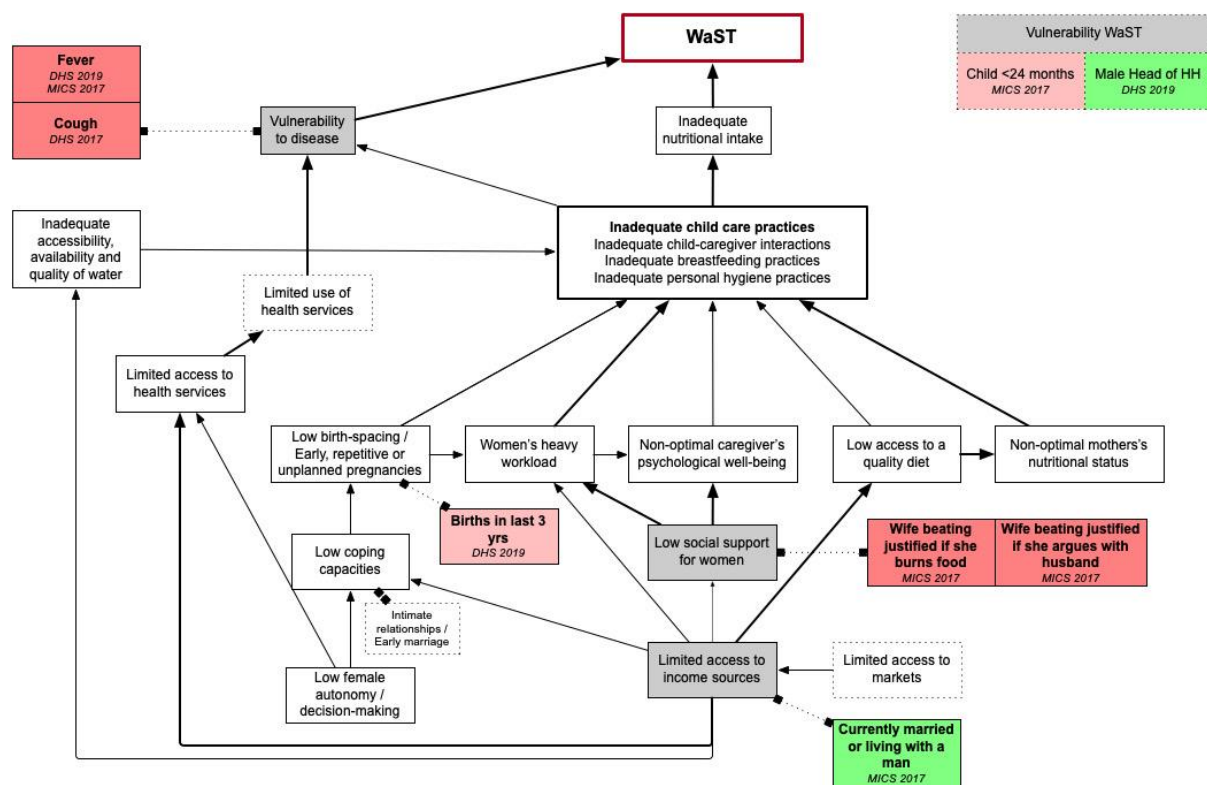 WaST
Vulnerability WaST
Child <24 months
MICS 2017
Male Head of HH
DHS 2019
Fever
DHS 2019
MICS 2017
Cough
DHS 2017
Vulnerability
to disease
Inadequate
nutritional intake
Inadequate
accessibility,
availability and
quality of water
Inadequate child care practices
Inadequate child-caregiver interactions
Inadequate breastfeeding practices
Inadequate personal hygiene practices
Limited use of
health services
Limited access to
health services
Low birth-spacing /
Early, repetitive or
unplanned pregnancies
Women's heavy
workload
Non-optimal caregiver's
psychological well-being
Low access to a
quality diet
Non-optimal mothers's
nutritional status
Births in last 3
yrs
DHS 2019
Low coping
capacities
Low social support
for women
Wife beating
justified if she
burns food
MICS 2017
Wife beating justified
if she argues with
husband
MICS 2017
Intimate
relationships /
Early marriage
Low female
autonomy /
decision-making
Limited access to
income sources
Limited access to
markets
Currently married
or living with a
man
MICS 2017